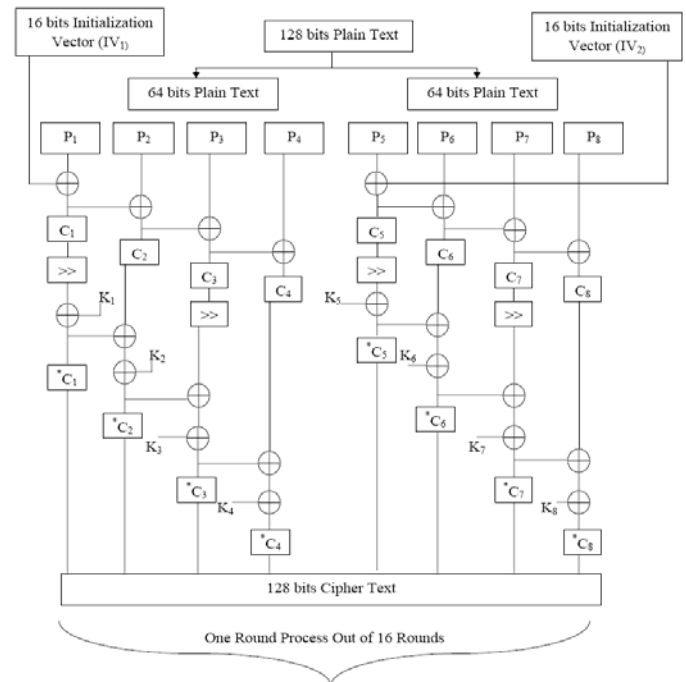 16 bits Initialization
Vector (IV₁)
128 bits Plain Text
16 bits Initialization
Vector (IV₂)
64 bits Plain Text
64 bits Plain Text
P₁ P₂ P₃ P₄ P₅ P₆ P₇ P₈
C₁
C₂
C₃
C₄
>>
>>
K₁
K₂
K₃
K₄
*C₁
*C₂
*C₃
*C₄
C₅
C₆
C₇
C₈
>>
>>
K₅
K₆
K₇
K₈
*C₅
*C₆
*C₇
*C₈
128 bits Cipher Text
One Round Process Out of 16 Rounds